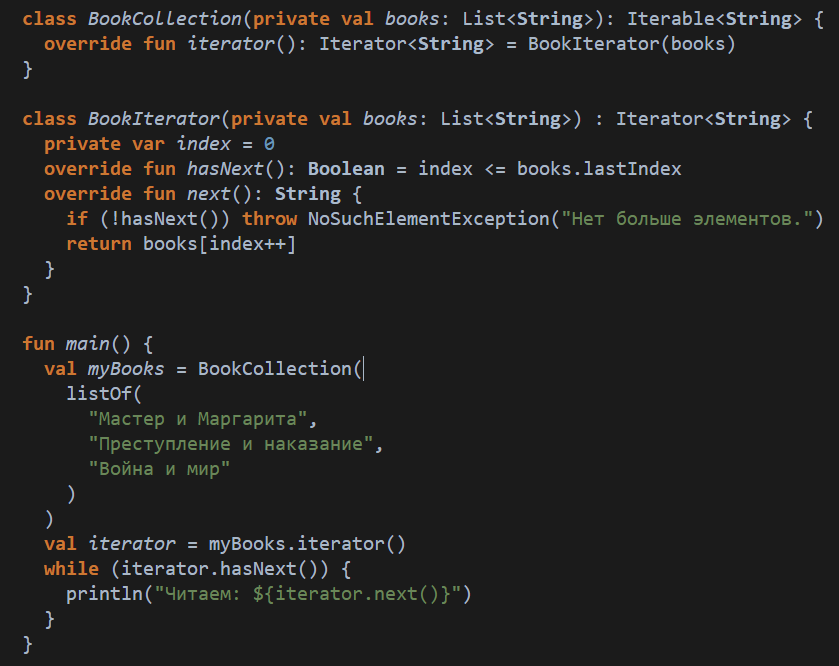 class BookCollection(private val books: List<String>): Iterable<String> {
  override fun iterator(): Iterator<String> = BookIterator(books)
}

class BookIterator(private val books: List<String>) : Iterator<String> {
  private var index = 0
  override fun hasNext(): Boolean = index <= books.lastIndex
  override fun next(): String {
    if (!hasNext()) throw NoSuchElementException("Нет больше элементов.")
    return books[index++]
  }
}

fun main() {
  val myBooks = BookCollection(
    listOf(
      "Мастер и Маргарита",
      "Преступление и наказание",
      "Война и мир"
    )
  )
  val iterator = myBooks.iterator()
  while (iterator.hasNext()) {
    println("Читаем: ${iterator.next()}")
  }
}